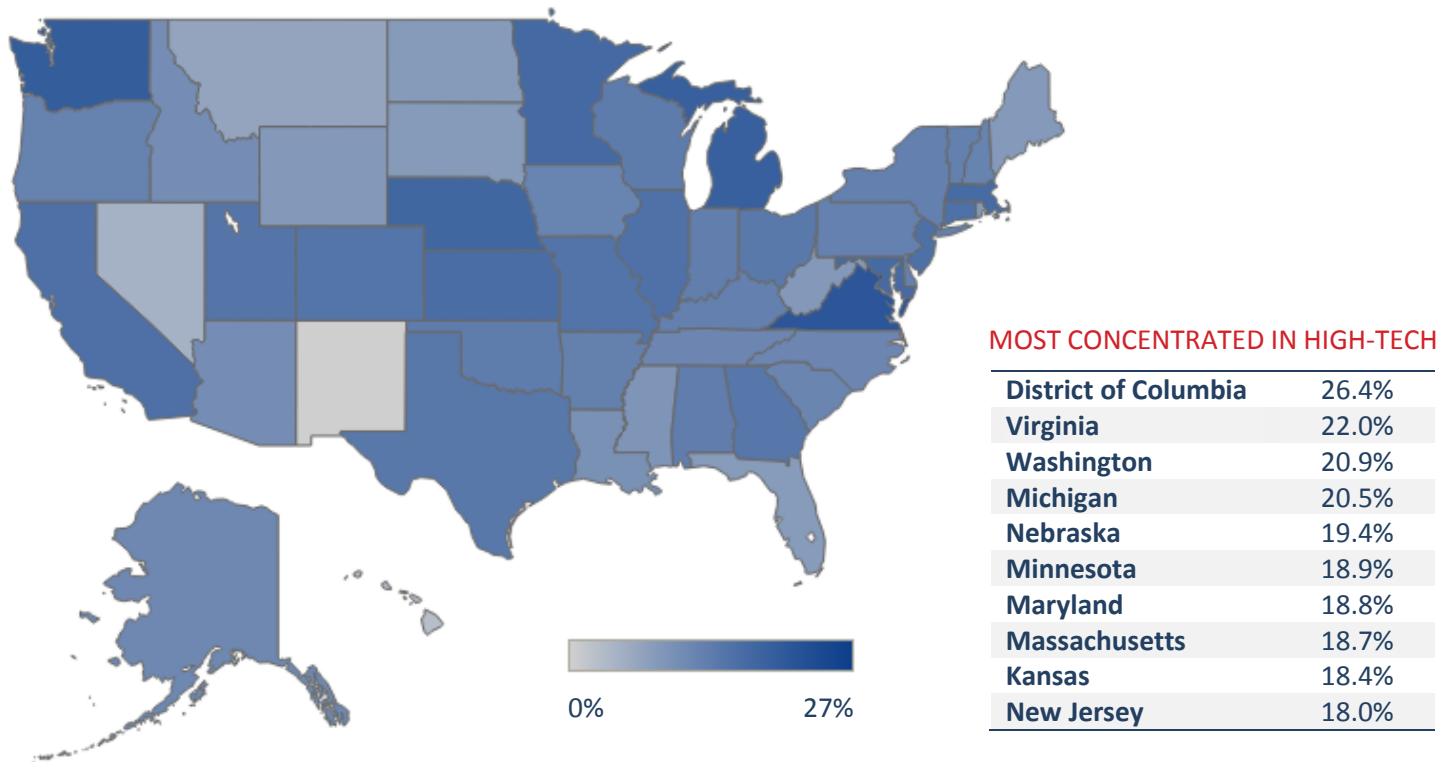 MOST CONCENTRATED IN HIGH-TECH
District of Columbia 26.4%
Virginia 22.0%
Washington 20.9%
Michigan 20.5%
Nebraska 19.4%
Minnesota 18.9%
Maryland 18.8%
Massachusetts 18.7%
Kansas 18.4%
New Jersey 18.0%
0% 27%